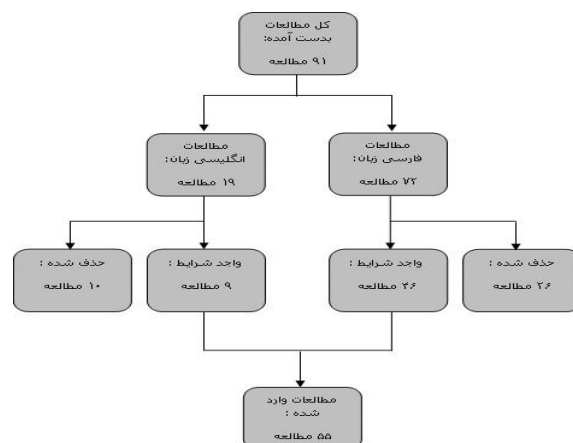 کل مطالعات
بدست آمده:
۹۱ مطالعه
مطالعات
فارسی زبان:
۷۲ مطالعه
مطالعات
انگلیسی زبان:
۱۹ مطالعه
حذف شده :
۲۶ مطالعه
واجد شرایط :
۴۶ مطالعه
واجد شرایط :
۹ مطالعه
حذف شده :
۱۰ مطالعه
مطالعات وارد
شده :
۵۵ مطالعه